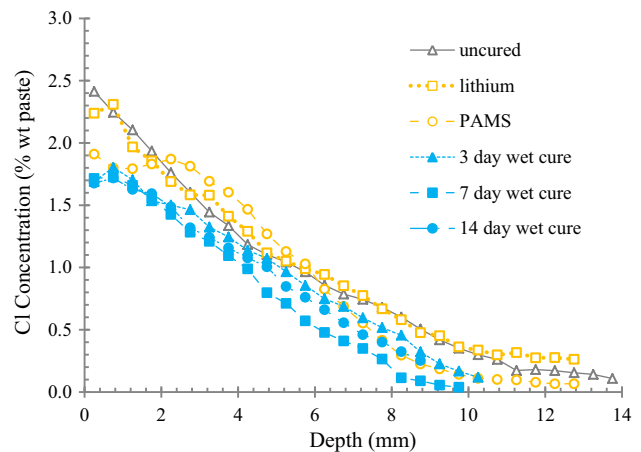 3.0
2.5
2.0
1.5
1.0
0.5
0.0
Cl Concentration (% wt paste)
uncured
lithium
PAMS
3 day wet cure
7 day wet cure
14 day wet cure
0 2 4 6 8 10 12 14
Depth (mm)